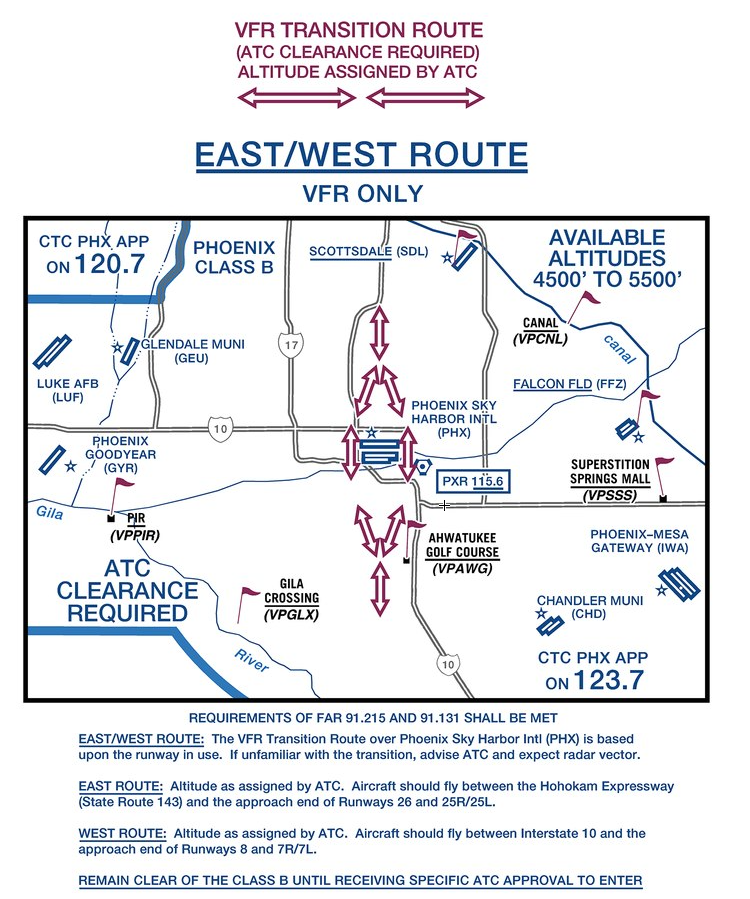 VFR TRANSITION ROUTE
(ATC CLEARANCE REQUIRED)
ALTITUDE ASSIGNED BY ATC
EAST/WEST ROUTE
VFR ONLY
CTC PHX APP
ON 120.7
PHOENIX
CLASS B
SCOTTSDALE (SDL)
AVAILABLE
ALTITUDES
4500' TO 5500'
CANAL
(VPCNL)
canal
17
GLENDALE MUNI
(GEU)
LUKE AFB
(LUF)
FALCON FLD (FFZ)
PHOENIX SKY
HARBOR INTL
(PHX)
10
PHOENIX
GOODYEAR
(GYR)
PXR 115.6
SUPERSTITION
SPRINGS MALL
(VPSSS)
Gila
PIR
(VPPIR)
AHWATUKEE
GOLF COURSE
(VPAWG)
PHOENIX–MESA
GATEWAY (IWA)
ATC
CLEARANCE
REQUIRED
GILA
CROSSING
(VPGLX)
CHANDLER MUNI
(CHD)
River
10
CTC PHX APP
ON 123.7
REQUIREMENTS OF FAR 91.215 AND 91.131 SHALL BE MET
EAST/WEST ROUTE: The VFR Transition Route over Phoenix Sky Harbor Intl (PHX) is based
upon the runway in use. If unfamiliar with the transition, advise ATC and expect radar vector.
EAST ROUTE: Altitude as assigned by ATC. Aircraft should fly between the Hohokam Expressway
(State Route 143) and the approach end of Runways 26 and 25R/25L.
WEST ROUTE: Altitude as assigned by ATC. Aircraft should fly between Interstate 10 and the
approach end of Runways 8 and 7R/7L.
REMAIN CLEAR OF THE CLASS B UNTIL RECEIVING SPECIFIC ATC APPROVAL TO ENTER